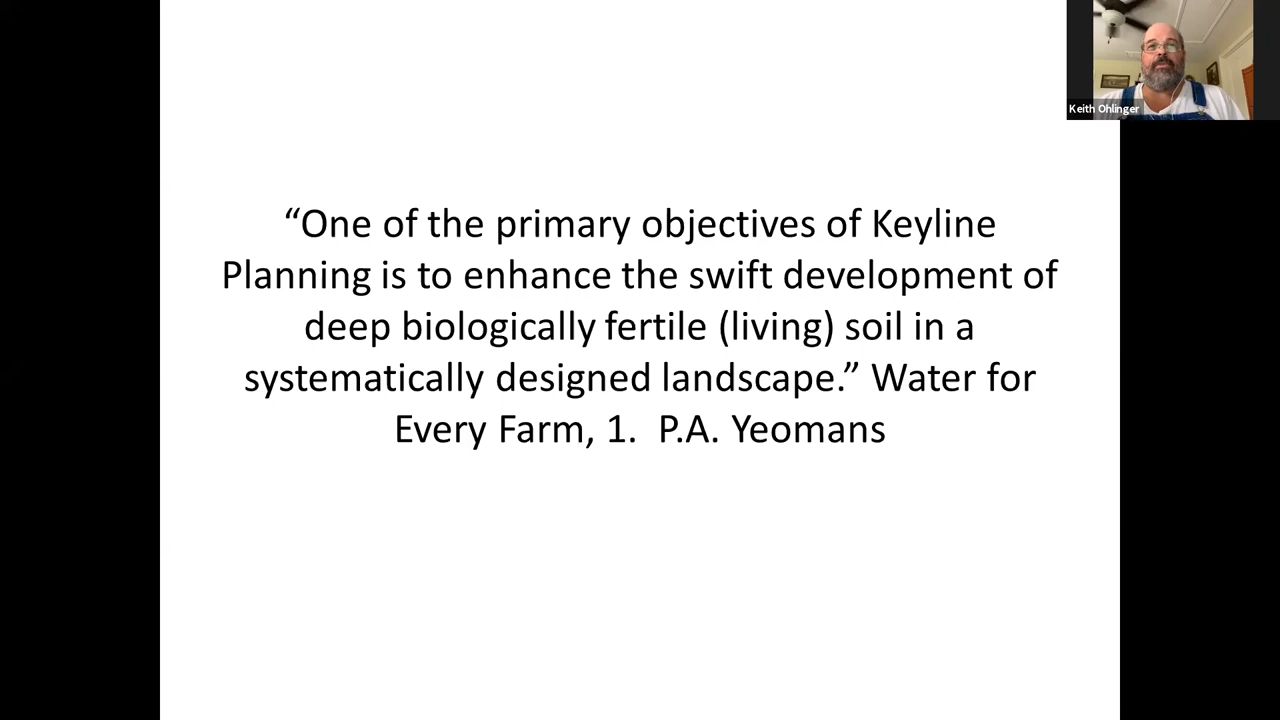 Keith Ohlinger
“One of the primary objectives of Keyline
Planning is to enhance the swift development of
deep biologically fertile (living) soil in a
systematically designed landscape.” Water for
Every Farm, 1.  P.A. Yeomans